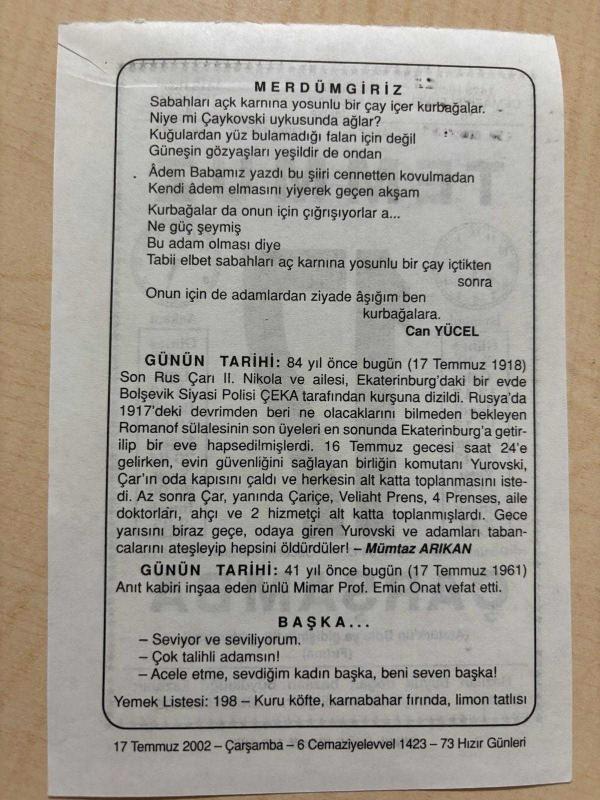 MERDÜMGİRİZ
Sabahları açk karnına yosunlu bir çay içer kurbağalar.
Niye mi Çaykovski uykusunda ağlar?
Kuğulardan yüz bulamadığı falan için değil
Güneşin gözyaşları yeşildir de ondan
Âdem Babamız yazdı bu şiiri cennetten kovulmadan
Kendi âdem elmasını yiyerek geçen akşam
Kurbağalar da onun için çığrışıyorlar a...
Ne güç şeymiş
Bu adam olması diye
Tabii elbet sabahları aç karnına yosunlu bir çay içtikten
sonra
Onun için de adamlardan ziyade âşığım ben
kurbağalara.
Can YÜCEL
GÜNÜN TARİHİ: 84 yıl önce bugün (17 Temmuz 1918)
Son Rus Çarı II. Nikola ve ailesi, Ekaterinburg'daki bir evde
Bolşevik Siyasi Polisi ÇEKA tarafından kurşuna dizildi. Rusya'da
1917'deki devrimden beri ne olacaklarını bilmeden bekleyen
Romanof sülalesinin son üyeleri en sonunda Ekaterinburg'a getir-
ilip bir eve hapsedilmişlerdi. 16 Temmuz gecesi saat 24'e
gelirken, evin güvenliğini sağlayan birliğin komutanı Yurovski,
Çar'ın oda kapısını çaldı ve herkesin alt katta toplanmasını iste-
di. Az sonra Çar, yanında Çariçe, Veliaht Prens, 4 Prenses, aile
doktorları, ahçı ve 2 hizmetçi alt katta toplanmışlardı. Gece
yarısını biraz geçe, odaya giren Yurovski ve adamları taban-
calarını ateşleyip hepsini öldürdüler! – Mümtaz ARIKAN
GÜNÜN TARİHİ: 41 yıl önce bugün (17 Temmuz 1961)
Anıt kabiri inşaa eden ünlü Mimar Prof. Emin Onat vefat etti.
BAŞKA...
– Seviyor ve seviliyorum.
– Çok talihli adamsın!
– Acele etme, sevdiğim kadın başka, beni seven başka!
Yemek Listesi: 198 – Kuru köfte, karnabahar fırında, limon tatlısı
17 Temmuz 2002 – Çarşamba – 6 Cemaziyelevvel 1423 – 73 Hızır Günleri